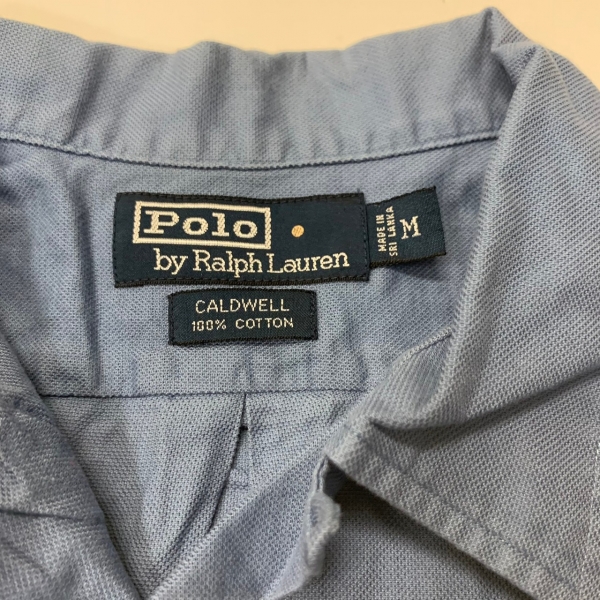 Polo
by Ralph Lauren
MADE IN
SRI LANKA
M
CALDWELL
100% COTTON